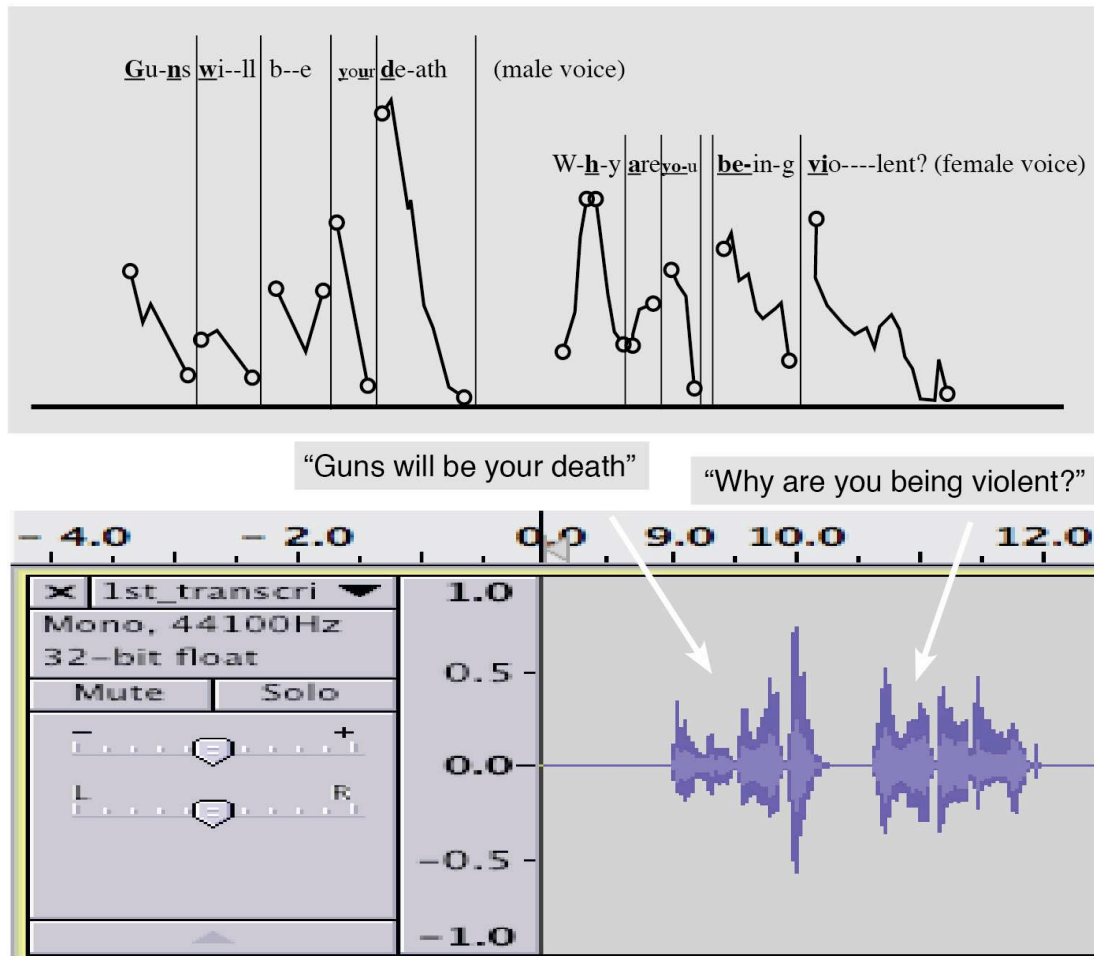 Gu-ns wi--ll b--e your de-ath (male voice)
W-h-y are yo-u be-in-g vio----lent? (female voice)
“Guns will be your death”
“Why are you being violent?”
- 4.0 - 2.0 0.0 9.0 10.0 12.0
× 1st_transcri
Mono, 44100Hz
32-bit float
Mute Solo
- +
L R
1.0
0.5
0.0
-0.5
-1.0